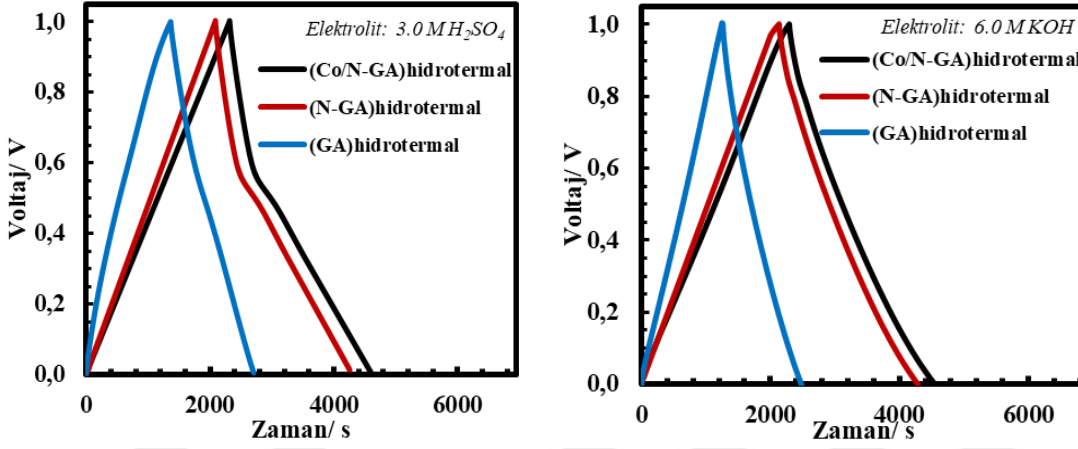 Elektrolit: 3.0 M H₂SO₄
(Co/N-GA)hidrotermal
(N-GA)hidrotermal
(GA)hidrotermal
Voltaj/ V
1,0
0,8
0,6
0,4
0,2
0,0
0 2000 4000 6000
Zaman/ s
Elektrolit: 6.0 M KOH
(Co/N-GA)hidrotermal
(N-GA)hidrotermal
(GA)hidrotermal
Voltaj/ V
1,0
0,8
0,6
0,4
0,2
0,0
0 2000 4000 6000
Zaman/ s